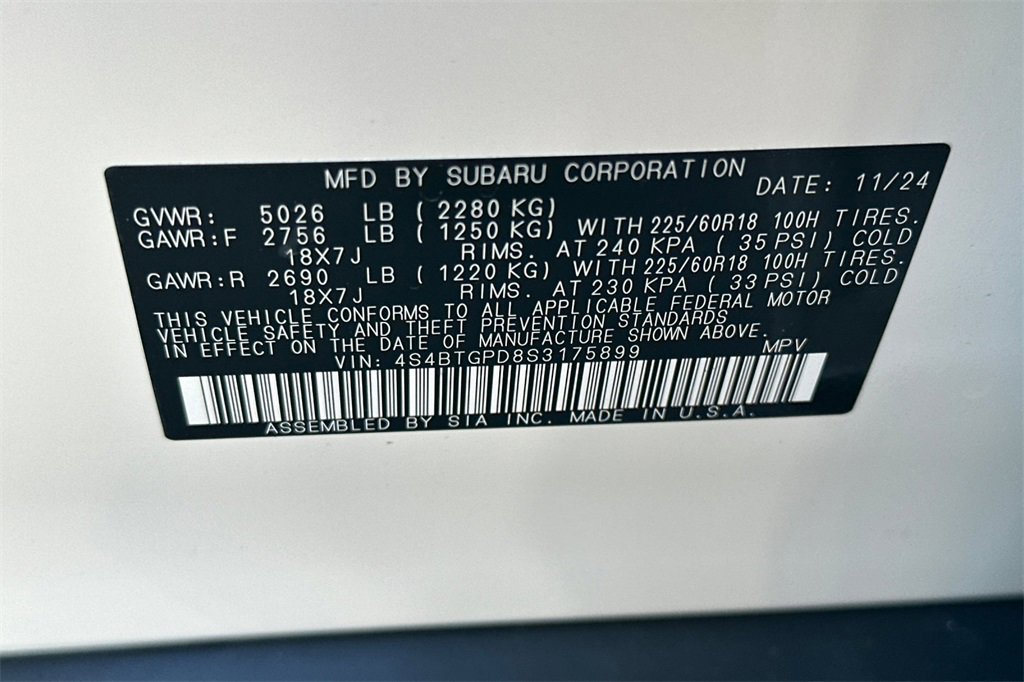 MFD BY SUBARU CORPORATION DATE: 11/24
GVWR: 5026 LB ( 2280 KG)
GAWR:F 2756 LB ( 1250 KG) WITH 225/60R18 100H TIRES.
18X7J RIMS. AT 240 KPA ( 35 PSI) COLD
GAWR:R 2690 LB ( 1220 KG) WITH 225/60R18 100H TIRES.
18X7J RIMS. AT 230 KPA ( 33 PSI) COLD
THIS VEHICLE CONFORMS TO ALL APPLICABLE FEDERAL MOTOR
VEHICLE SAFETY AND THEFT PREVENTION STANDARDS
IN EFFECT ON THE DATE OF MANUFACTURE SHOWN ABOVE.
VIN: 4S4BTGPD8S3175899 MPV
ASSEMBLED BY SIA INC. MADE IN U.S.A.